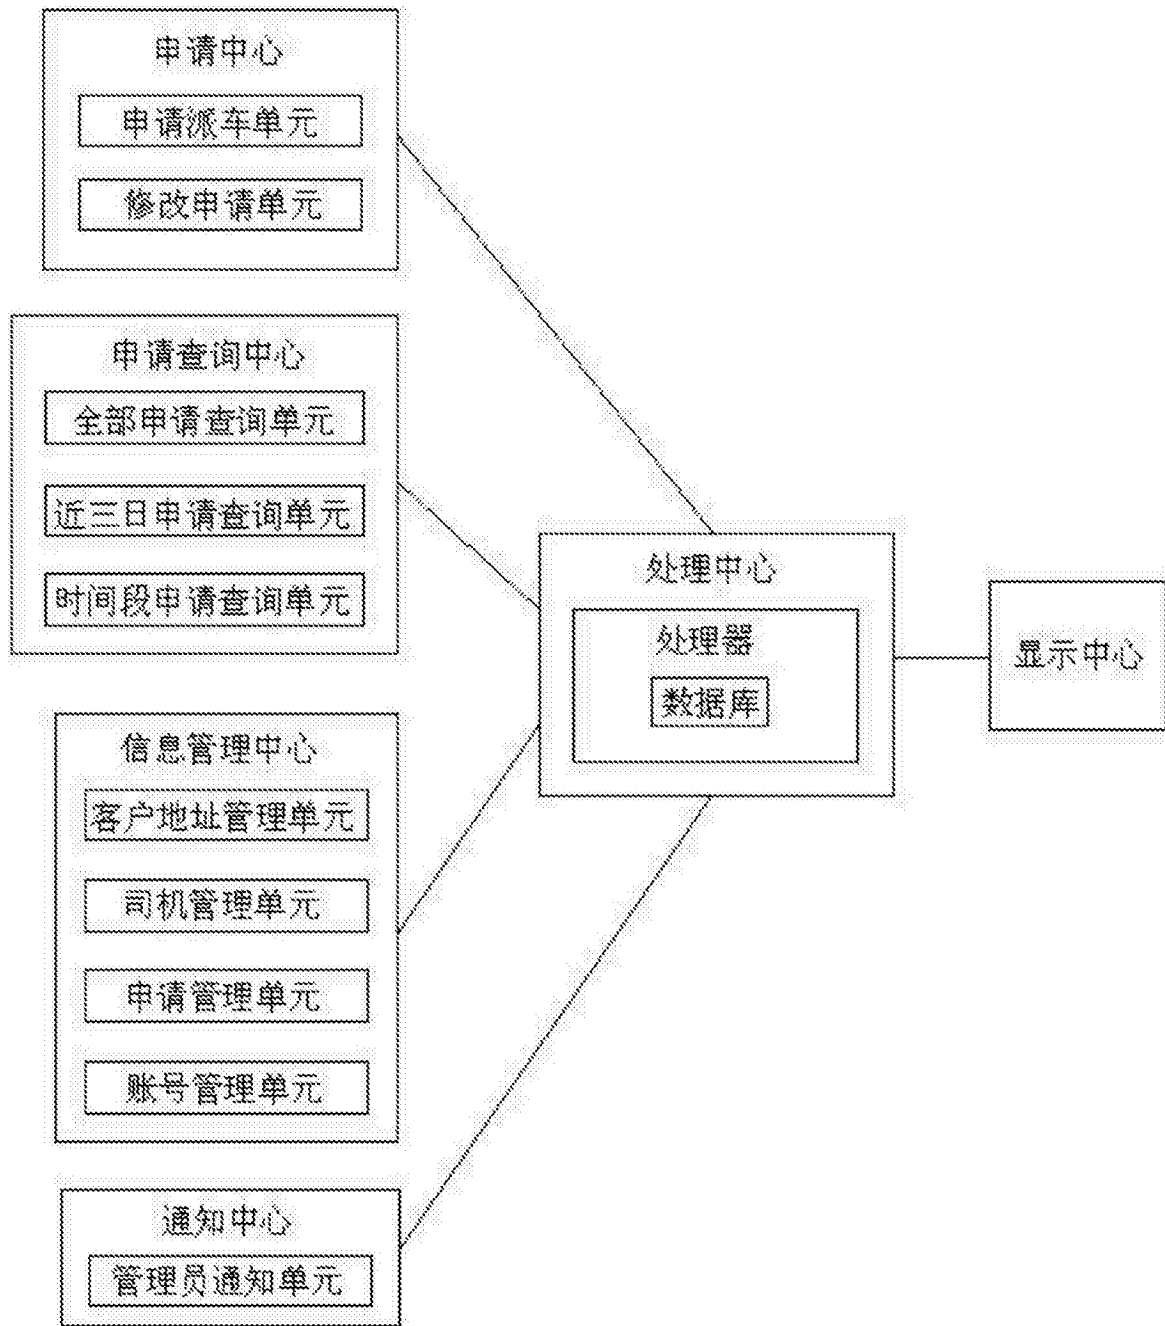 申请中心
申请派车单元
修改申请单元
申请查询中心
全部申请查询单元
近三日申请查询单元
时间段申请查询单元
信息管理中心
客户地址管理单元
司机管理单元
申请管理单元
账号管理单元
通知中心
管理员通知单元
处理中心
处理器
数据库
显示中心